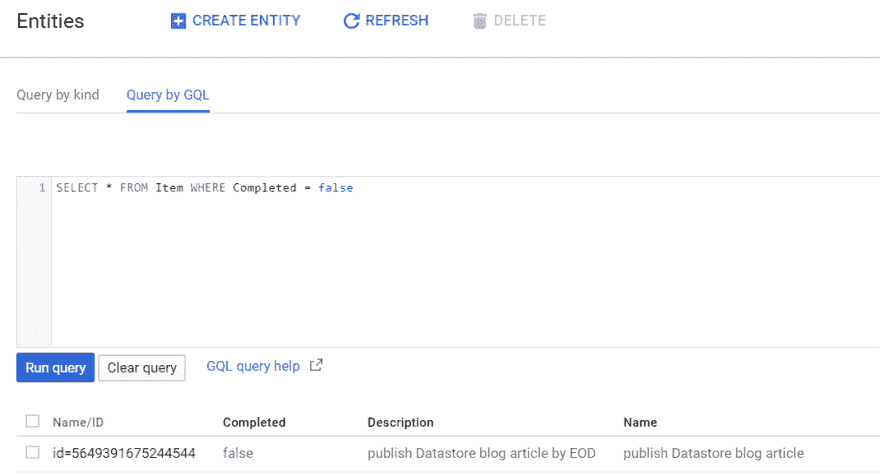 Entities CREATE ENTITY REFRESH DELETE
Query by kind Query by GQL
1 SELECT * FROM Item WHERE Completed = false
Run query Clear query GQL query help
Name/ID Completed Description Name
id=5649391675244544 false publish Datastore blog article by EOD publish Datastore blog article